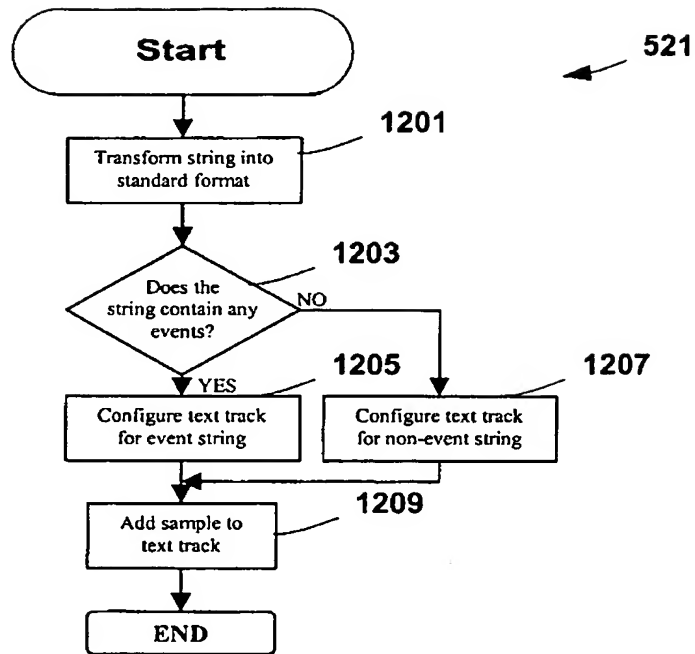 Start
521
1201
Transform string into
standard format
1203
Does the
string contain any
events?
NO
1205
YES
1207
Configure text track
for event string
Configure text track
for non-event string
1209
Add sample to
text track
END